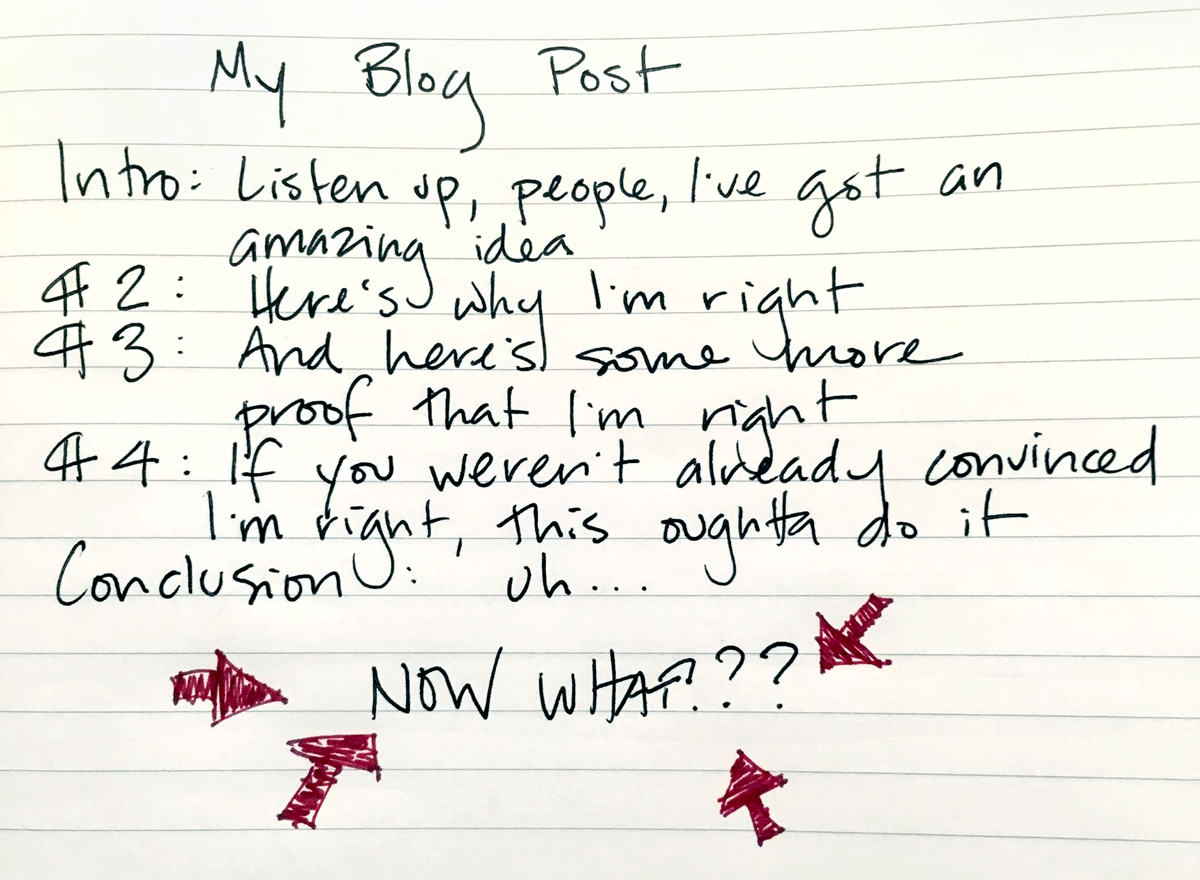 My Blog Post
Intro: Listen up, people, I've got an
amazing idea
#2: Here's why I'm right
#3: And here's some more
proof that I'm right
#4: If you weren't already convinced
I'm right, this oughtta do it
Conclusion: uh...
NOW WHAT???